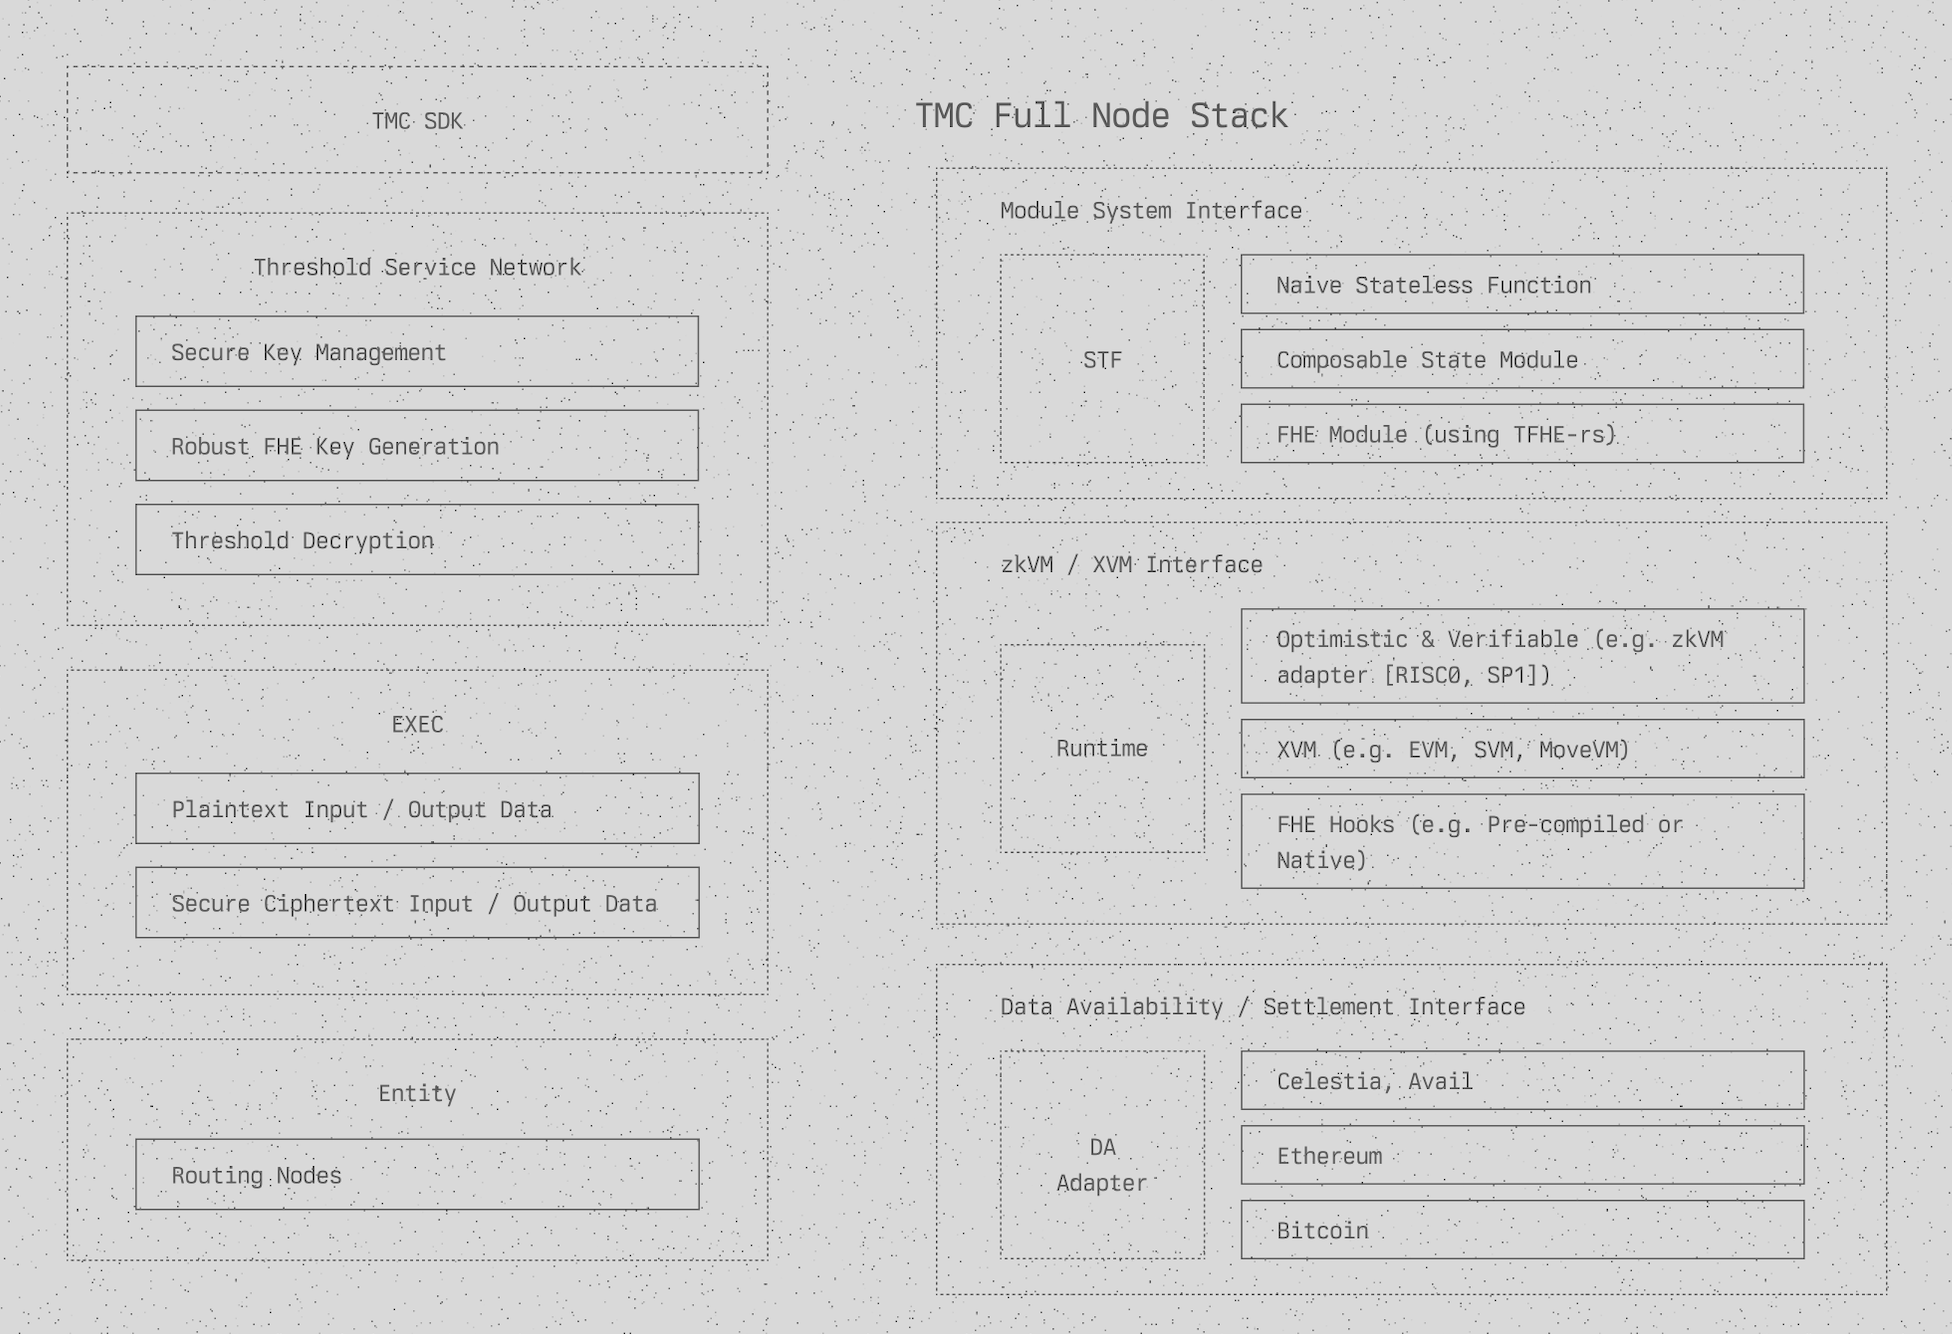 TMC SDK
Threshold Service Network
Secure Key Management
Robust FHE Key Generation
Threshold Decryption
EXEC
Plaintext Input / Output Data
Secure Ciphertext Input / Output Data
Entity
Routing Nodes
TMC Full Node Stack
Module System Interface
STF
Naive Stateless Function
Composable State Module
FHE Module (using TFHE-rs)
zkVM / XVM Interface
Runtime
Optimistic & Verifiable (e.g. zkVM
adapter [RISC0, SP1])
XVM (e.g. EVM, SVM, MoveVM)
FHE Hooks (e.g. Pre-compiled or
Native)
Data Availability / Settlement Interface
DA
Adapter
Celestia, Avail
Ethereum
Bitcoin